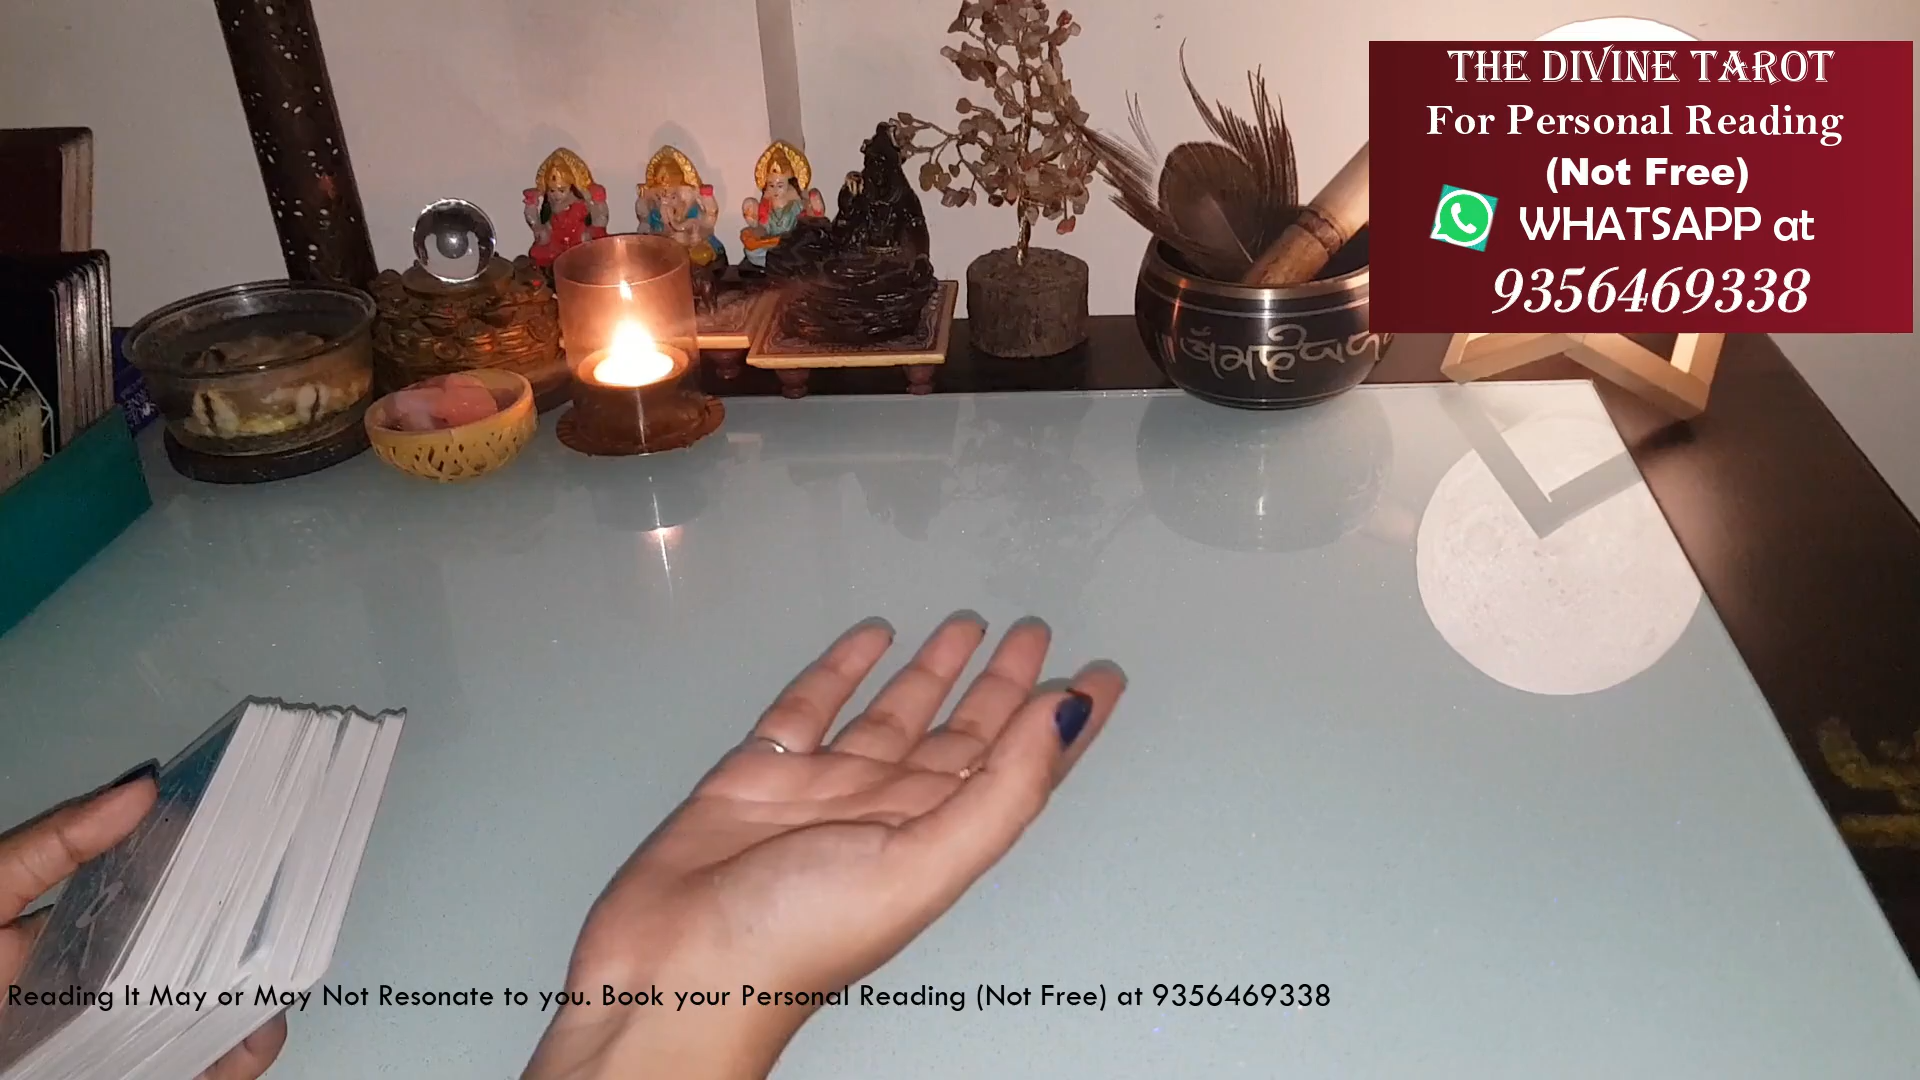 THE DIVINE TAROT
For Personal Reading
(Not Free)
WHATSAPP at
9356469338
Reading It May or May Not Resonate to you. Book your Personal Reading (Not Free) at 9356469338